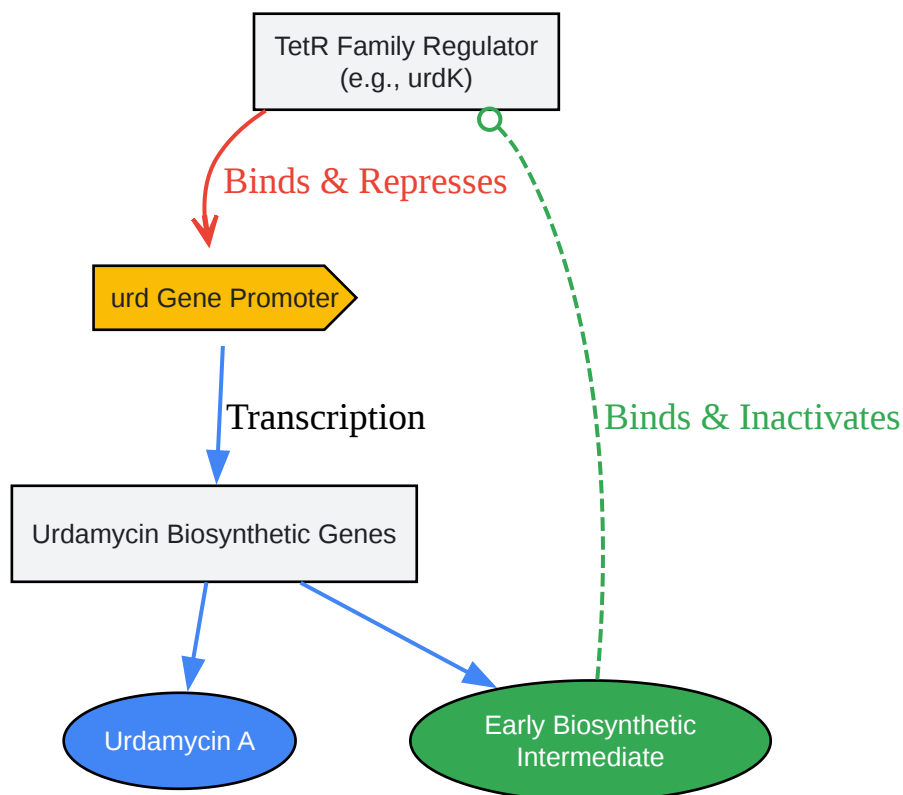 TetR Family Regulator
(e.g., urdK)
Binds & Represses
urd Gene Promoter
Transcription
Binds & Inactivates
Urdamycin Biosynthetic Genes
Urdamycin A
Early Biosynthetic
Intermediate